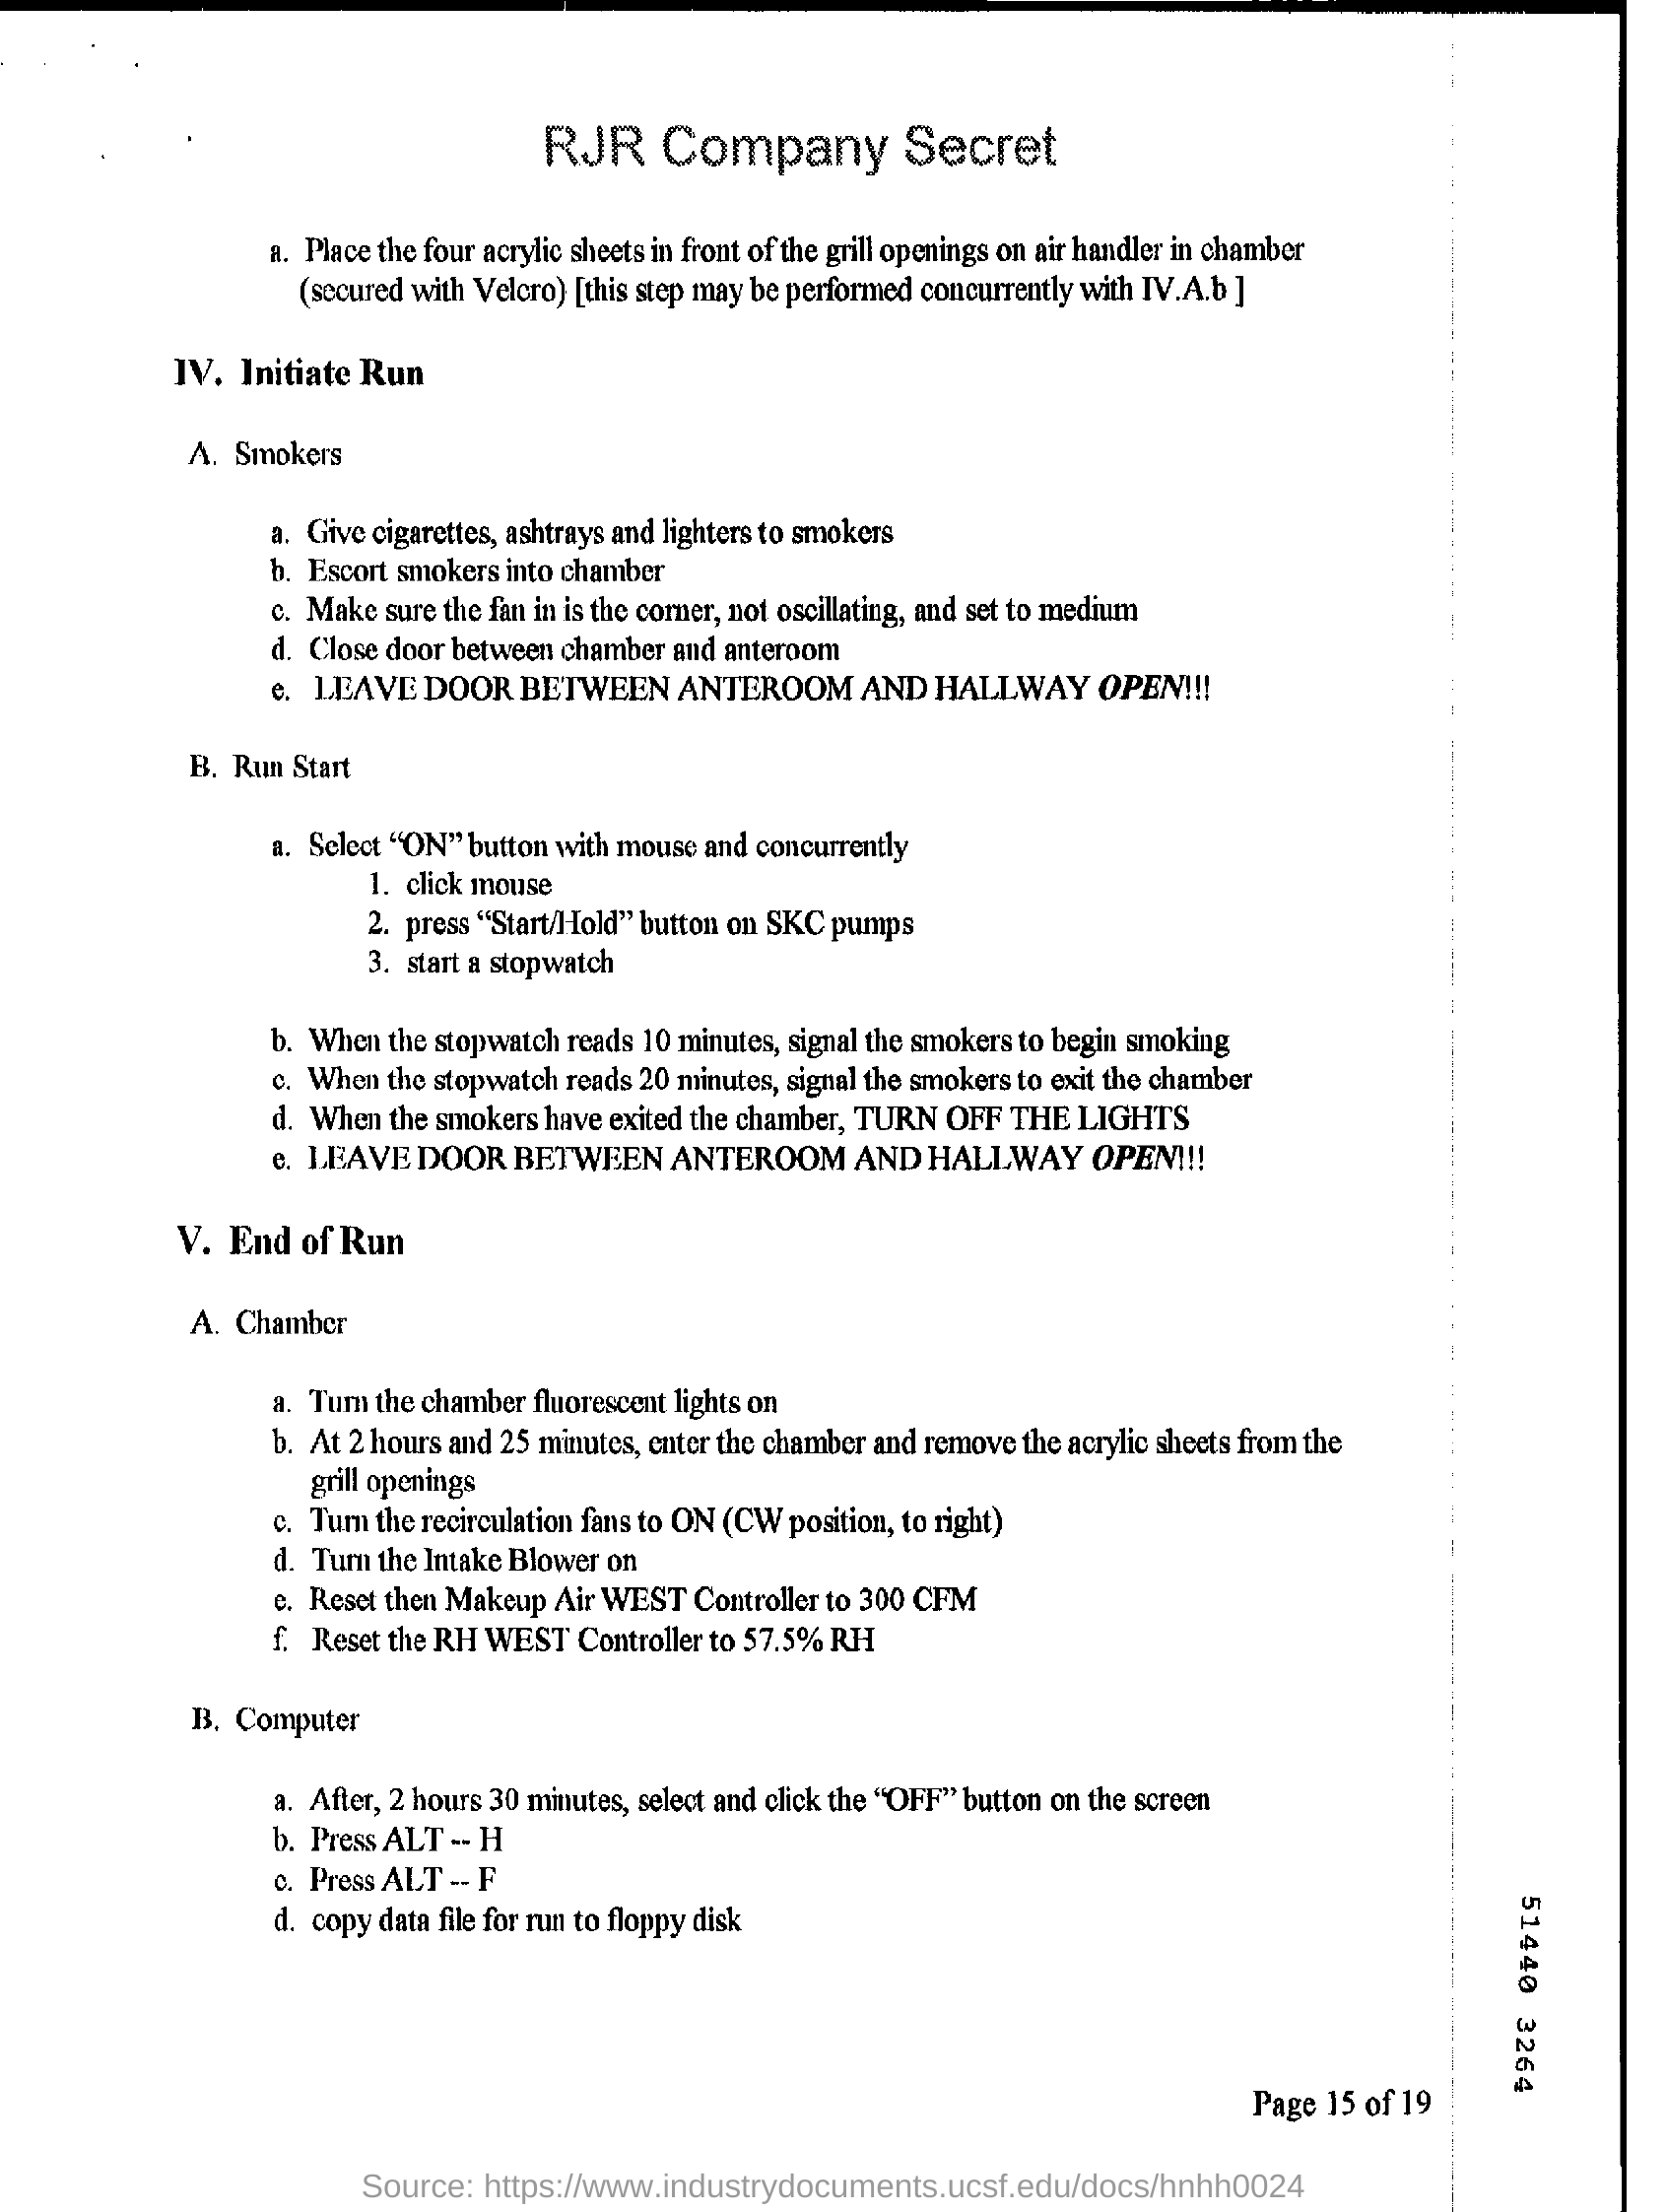 RJR Company Secret
a. Place the four acrylic sheets in front of the grill openings on air handler in chamber
(secured with Velcro) [this step may be performed concurrently with IV.A.b ]
IV. Initiate Run
A. Smokers
a. Give cigarettes, ashtrays and lighters to smokers
b. Escort smokers into chamber
c. Make sure the fan in is the corner, not oscillating, and set to medium
d. Close door between chamber and anteroom
e. LEAVE DOOR BETWEEN ANTEROOM AND HALLWAY OPEN!!!
B. Run Start
a. Select “ON” button with mouse and concurrently
1. click mouse
2. press “Start/Hold” button on SKC pumps
3. start a stopwatch
b. When the stopwatch reads 10 minutes, signal the smokers to begin smoking
c. When the stopwatch reads 20 minutes, signal the smokers to exit the chamber
d. When the smokers have exited the chamber, TURN OFF THE LIGHTS
e. LEAVE DOOR BETWEEN ANTEROOM AND HALLWAY OPEN!!!
V. End of Run
A. Chamber
a. Turn the chamber fluorescent lights on
b. At 2 hours and 25 minutes, enter the chamber and remove the acrylic sheets from the
grill openings
c. Turn the recirculation fans to ON (CW position, to right)
d. Turn the Intake Blower on
e. Reset then Makeup Air WEST Controller to 300 CFM
f. Reset the RH WEST Controller to 57.5% RH
B. Computer
a. After, 2 hours 30 minutes, select and click the “OFF” button on the screen
b. Press ALT -- H
c. Press ALT -- F
d. copy data file for run to floppy disk
51440 3264
Page 15 of 19
Source: https://www.industrydocuments.ucsf.edu/docs/hnhh0024